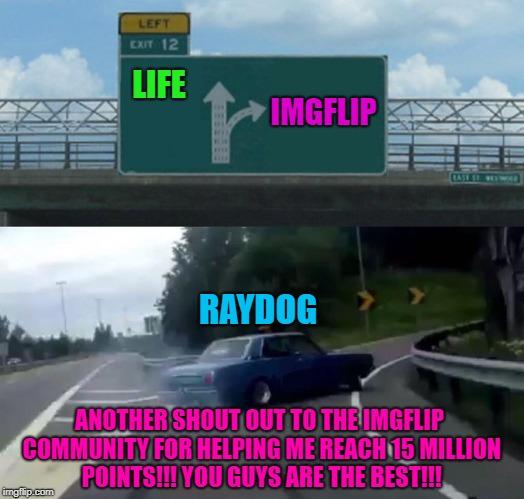 LEFT
EXIT 12
LIFE
IMGFLIP
RAYDOG
ANOTHER SHOUT OUT TO THE IMGFLIP
COMMUNITY FOR HELPING ME REACH 15 MILLION
POINTS!!! YOU GUYS ARE THE BEST!!!
imgflip.com